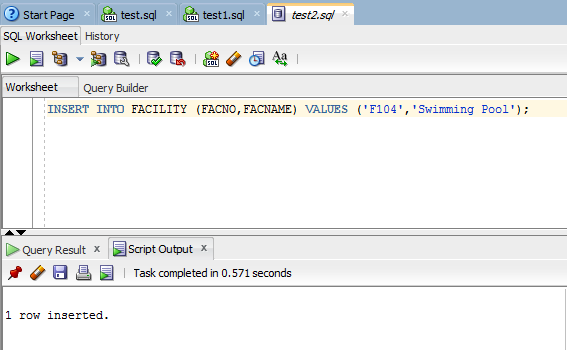 Start Page test.sql test1.sql test2.sql
SQL Worksheet History
Worksheet Query Builder
INSERT INTO FACILITY (FACNO,FACNAME) VALUES ('F104','Swimming Pool');
Query Result x Script Output x
Task completed in 0.571 seconds
1 row inserted.